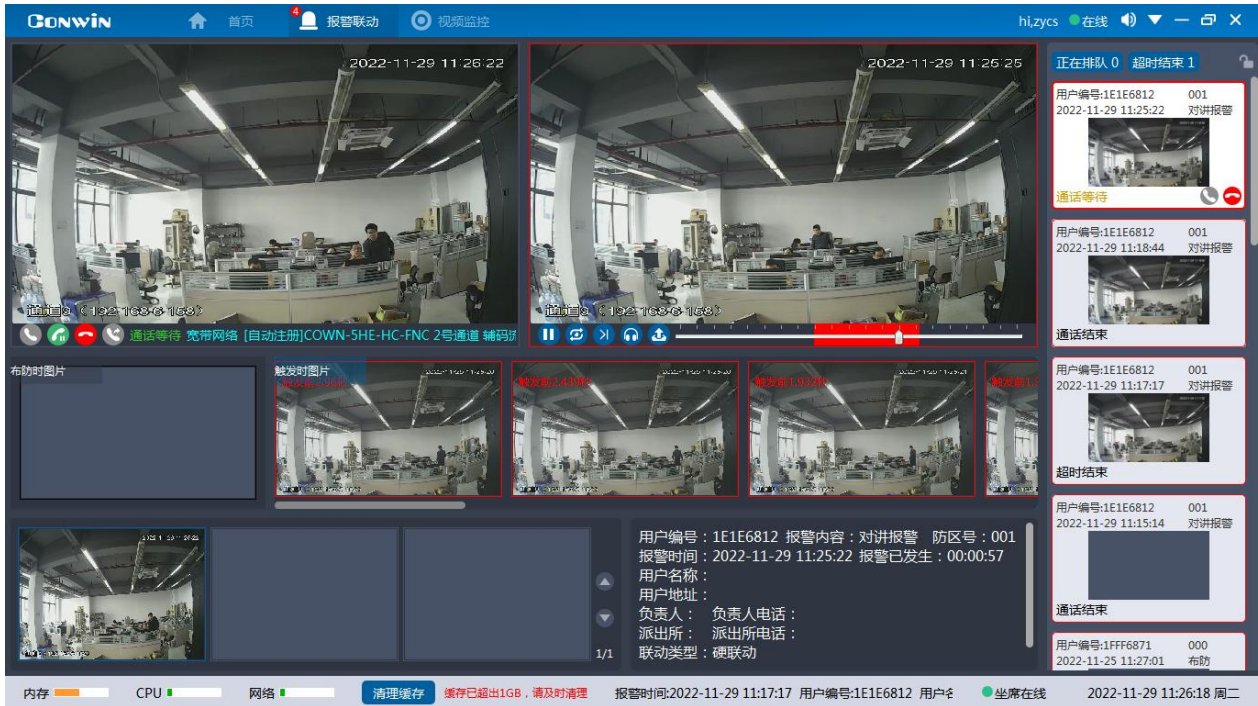 CONWIN
首页
4
报警联动
视频监控
hi,zycs
在线
2022-11-29 11:26:22
通话等待 宽带网络 [自动注册]COWN-5HE-HC-FNC 2号通道 辅码流
2022-11-29 11:25:25
正在排队 0 超时结束 1
用户编号:1E1E6812 001
2022-11-29 11:25:22 对讲报警
通话等待
用户编号:1E1E6812 001
2022-11-29 11:18:44 对讲报警
通话结束
用户编号:1E1E6812 001
2022-11-29 11:17:17 对讲报警
超时结束
用户编号:1E1E6812 001
2022-11-29 11:15:14 对讲报警
通话结束
用户编号:1FFF6871 000
2022-11-25 11:27:01 布防
布防时图片
触发时图片
触发前2.439秒
触发前1.932秒
用户编号：1E1E6812 报警内容：对讲报警 防区号：001
报警时间：2022-11-29 11:25:22 报警已发生：00:00:57
用户名称：
用户地址：
负责人： 负责人电话：
派出所： 派出所电话：
联动类型：硬联动
1/1
内存
CPU
网络
清理缓存
缓存已超出1GB，请及时清理
报警时间:2022-11-29 11:17:17 用户编号:1E1E6812 用户名
坐席在线
2022-11-29 11:26:18 周二